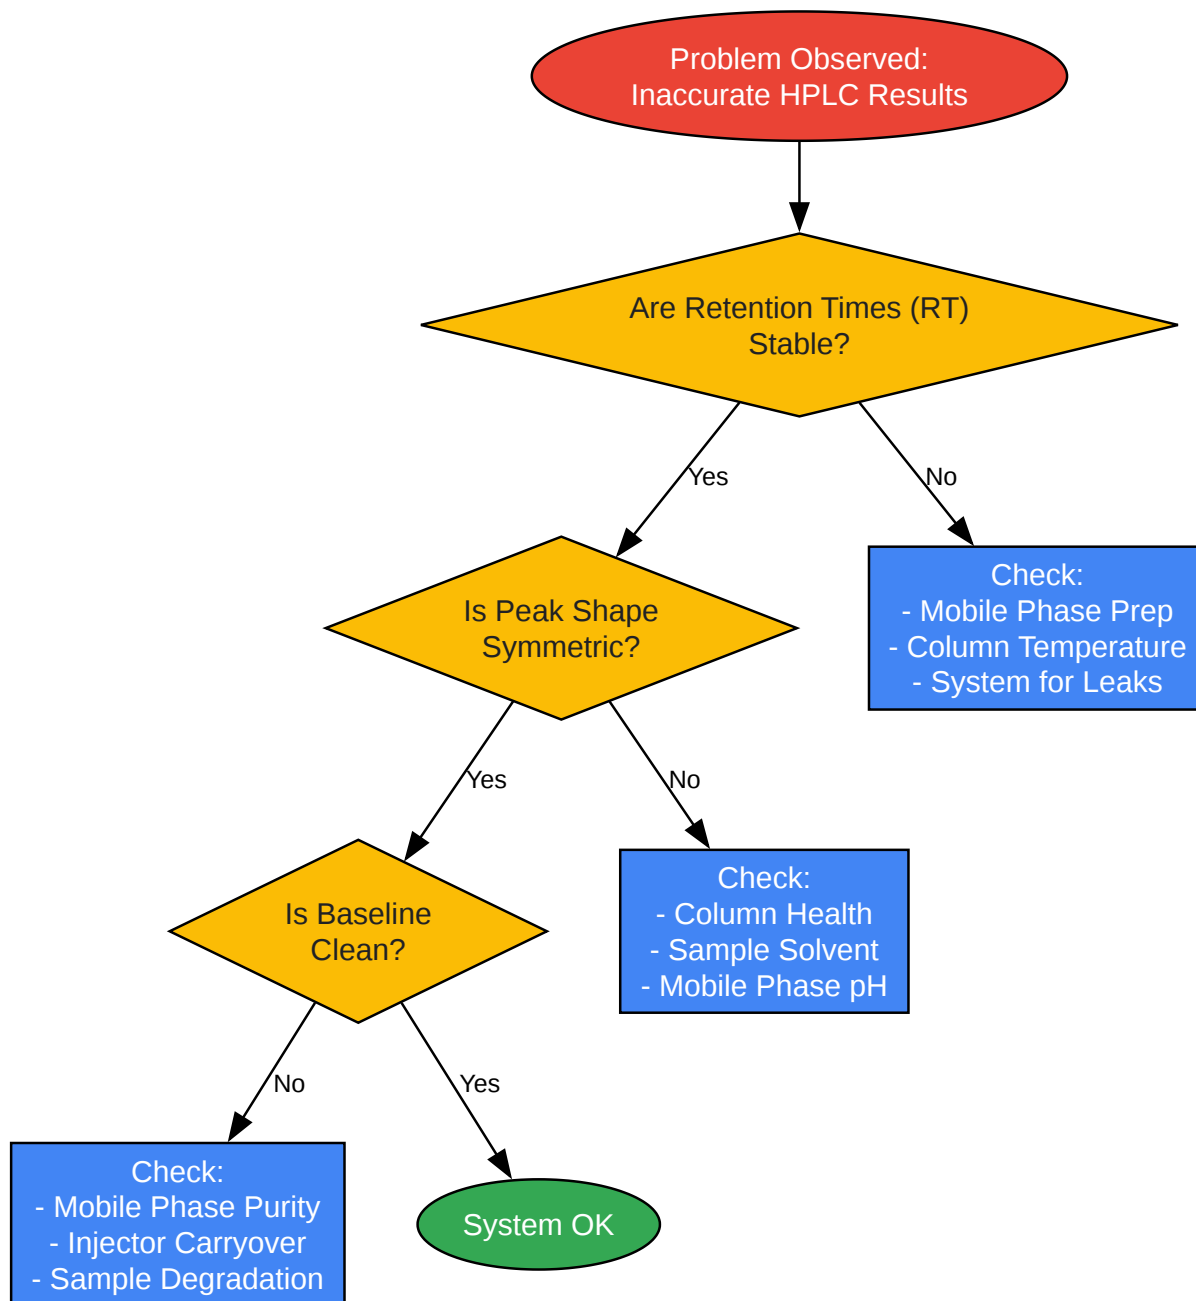 Problem Observed:
Inaccurate HPLC Results
Are Retention Times (RT)
Stable?
Yes
No
Is Peak Shape
Symmetric?
Check:
- Mobile Phase Prep
- Column Temperature
- System for Leaks
Yes
No
Is Baseline
Clean?
Check:
- Column Health
- Sample Solvent
- Mobile Phase pH
No
Yes
Check:
- Mobile Phase Purity
- Injector Carryover
- Sample Degradation
System OK